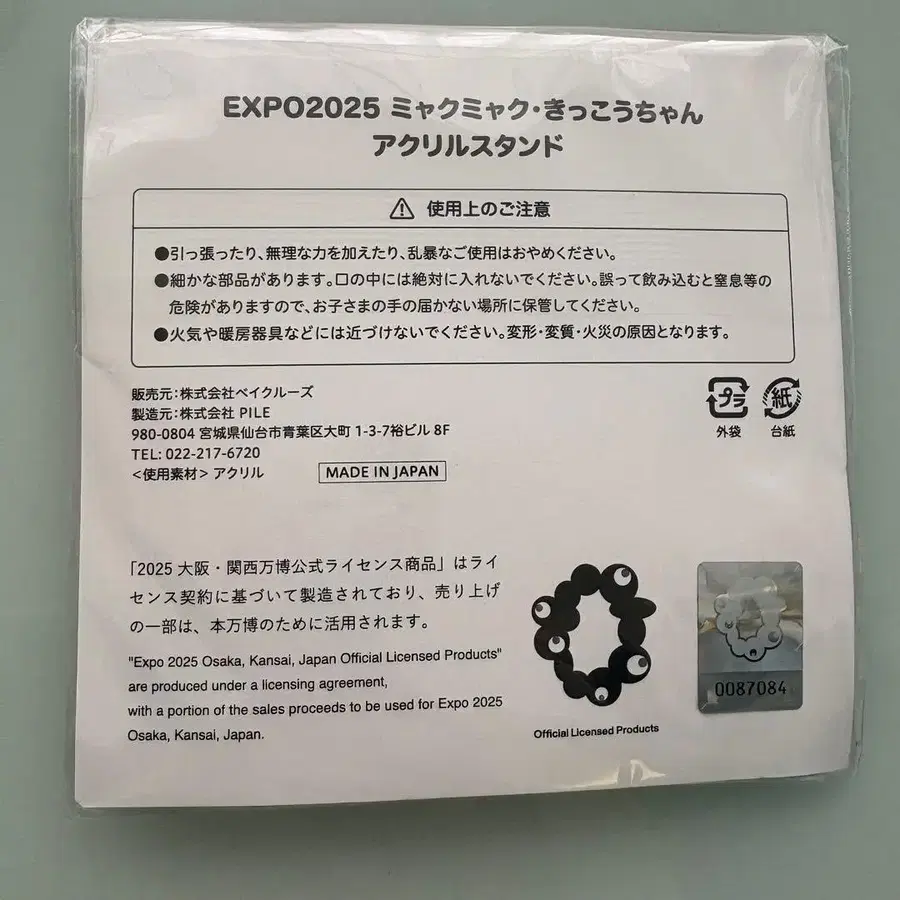 EXPO2025 ミャクミャク・きっこうちゃん
アクリルスタンド
使用上のご注意
●引っ張ったり、無理な力を加えたり、乱暴なご使用はおやめください。
●細かな部品があります。口の中には絶対に入れないでください。誤って飲み込むと窒息等の
危険がありますので、お子さまの手の届かない場所に保管してください。
●火気や暖房器具などには近づけないでください。変形・変質・火災の原因となります。
販売元:株式会社ベイクルーズ
製造元:株式会社 PILE
980-0804 宮城県仙台市青葉区大町 1-3-7裕ビル 8F
TEL: 022-217-6720
<使用素材> アクリル
MADE IN JAPAN
プラ
外袋
紙
台紙
「2025 大阪・関西万博公式ライセンス商品」はライ
センス契約に基づいて製造されており、売り上げ
の一部は、本万博のために活用されます。
"Expo 2025 Osaka, Kansai, Japan Official Licensed Products"
are produced under a licensing agreement,
with a portion of the sales proceeds to be used for Expo 2025
Osaka, Kansai, Japan.
Official Licensed Products
0087084